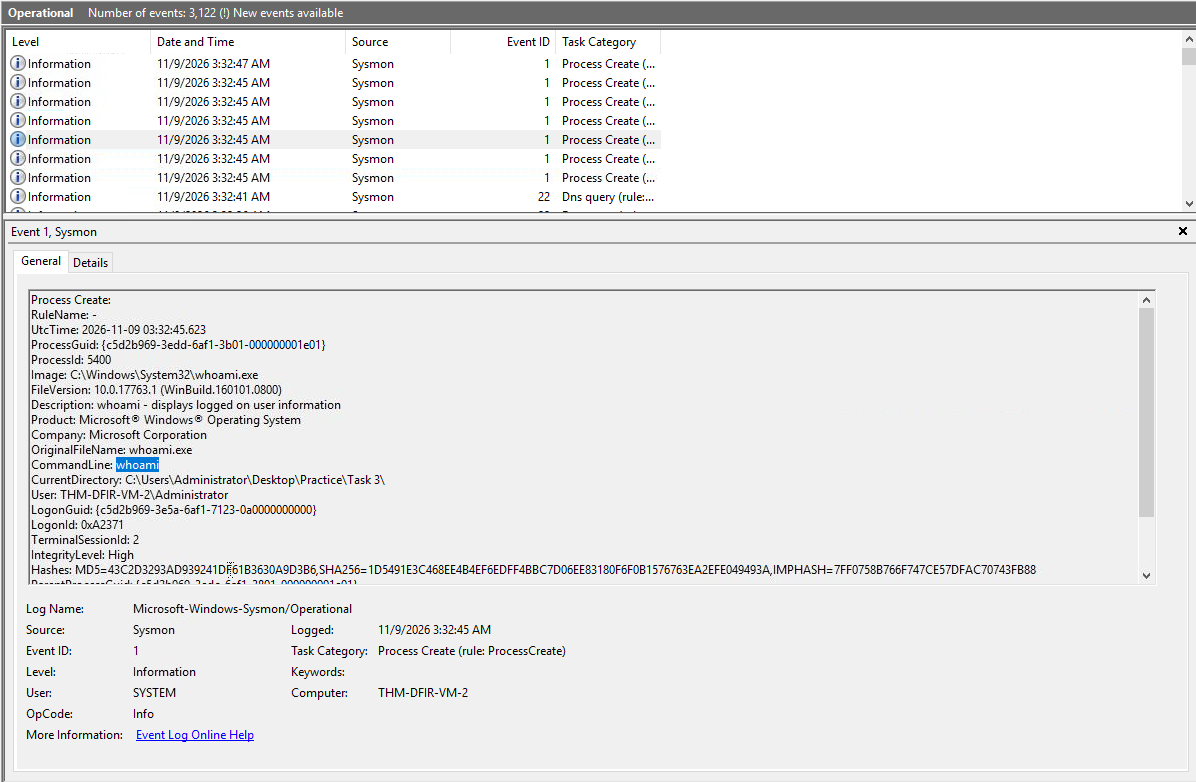 Operational Number of events: 3,122 (!) New events available
Level Date and Time Source Event ID Task Category
Information 11/9/2026 3:32:47 AM Sysmon 1 Process Create (...
Information 11/9/2026 3:32:45 AM Sysmon 1 Process Create (...
Information 11/9/2026 3:32:45 AM Sysmon 1 Process Create (...
Information 11/9/2026 3:32:45 AM Sysmon 1 Process Create (...
Information 11/9/2026 3:32:45 AM Sysmon 1 Process Create (...
Information 11/9/2026 3:32:45 AM Sysmon 1 Process Create (...
Information 11/9/2026 3:32:45 AM Sysmon 1 Process Create (...
Information 11/9/2026 3:32:41 AM Sysmon 22 Dns query (rule:...
Event 1, Sysmon
General Details
Process Create:
RuleName: -
UtcTime: 2026-11-09 03:32:45.623
ProcessGuid: {c5d2b969-3edd-6af1-3b01-000000001e01}
ProcessId: 5400
Image: C:\Windows\System32\whoami.exe
FileVersion: 10.0.17763.1 (WinBuild.160101.0800)
Description: whoami - displays logged on user information
Product: Microsoft® Windows® Operating System
Company: Microsoft Corporation
OriginalFileName: whoami.exe
CommandLine: whoami
CurrentDirectory: C:\Users\Administrator\Desktop\Practice\Task 3\
User: THM-DFIR-VM-2\Administrator
LogonGuid: {c5d2b969-3e5a-6af1-7123-0a0000000000}
LogonId: 0xA2371
TerminalSessionId: 2
IntegrityLevel: High
Hashes: MD5=43C2D3293AD939241DF61B3630A9D3B6,SHA256=1D5491E3C468EE4B4EF6EDFF4BBC7D06EE83180F6F0B1576763EA2EFE049493A,IMPHASH=7FF0758B766F747CE57DFAC70743FB88
Log Name: Microsoft-Windows-Sysmon/Operational
Source: Sysmon Logged: 11/9/2026 3:32:45 AM
Event ID: 1 Task Category: Process Create (rule: ProcessCreate)
Level: Information Keywords:
User: SYSTEM Computer: THM-DFIR-VM-2
OpCode: Info
More Information: Event Log Online Help